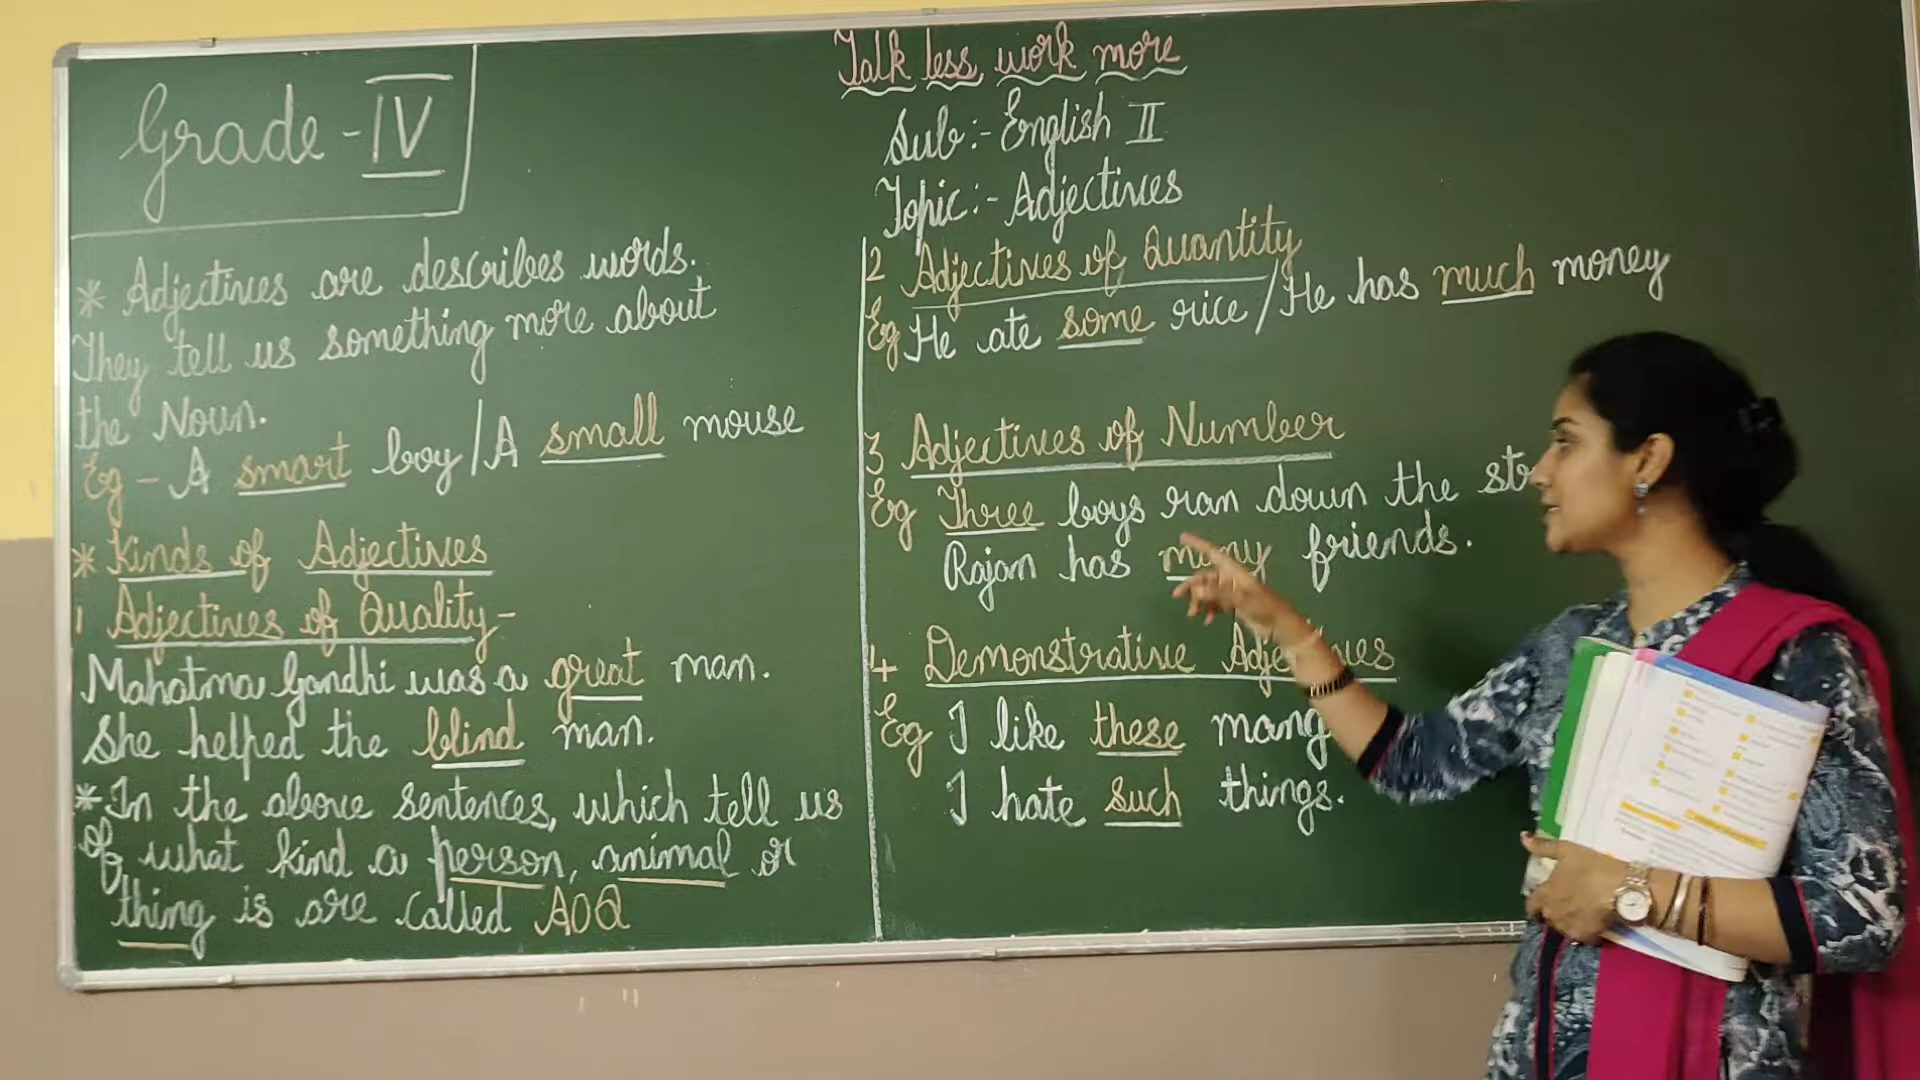 Grade - IV
Talk less work more
Sub:- English II
Topic:- Adjectives
* Adjectives are describes words.
They tell us something more about
the Noun.
Eg - A smart boy / A small mouse
* Kinds of Adjectives
1 Adjectives of Quality -
Mahatma Gandhi was a great man.
She helped the blind man.
* In the above sentences, which tell us
of what kind a person, animal or
thing is are called AOQ
2 Adjectives of Quantity
Eg He ate some rice / He has much money
3 Adjectives of Number
Eg Three boys ran down the
Rajan has many friends.
4 Demonstrative Adjectives
Eg I like these
I hate such things.